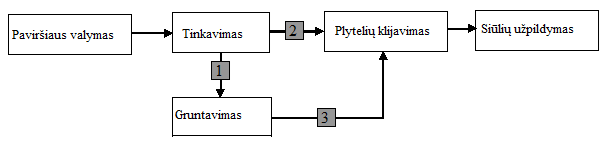 Paviršiaus valymas
Tinkavimas
2
Plytelių klijavimas
Siūlių užpildymas
1
Gruntavimas
3